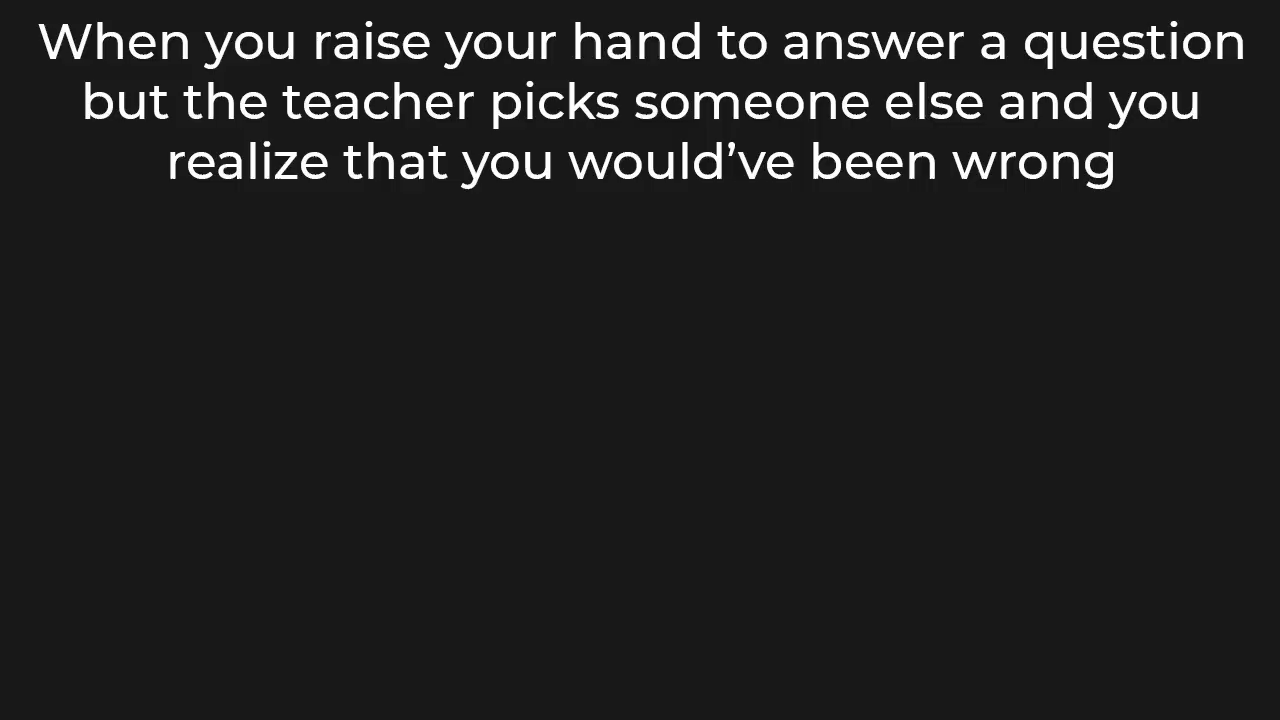 When you raise your hand to answer a question
but the teacher picks someone else and you
realize that you would’ve been wrong